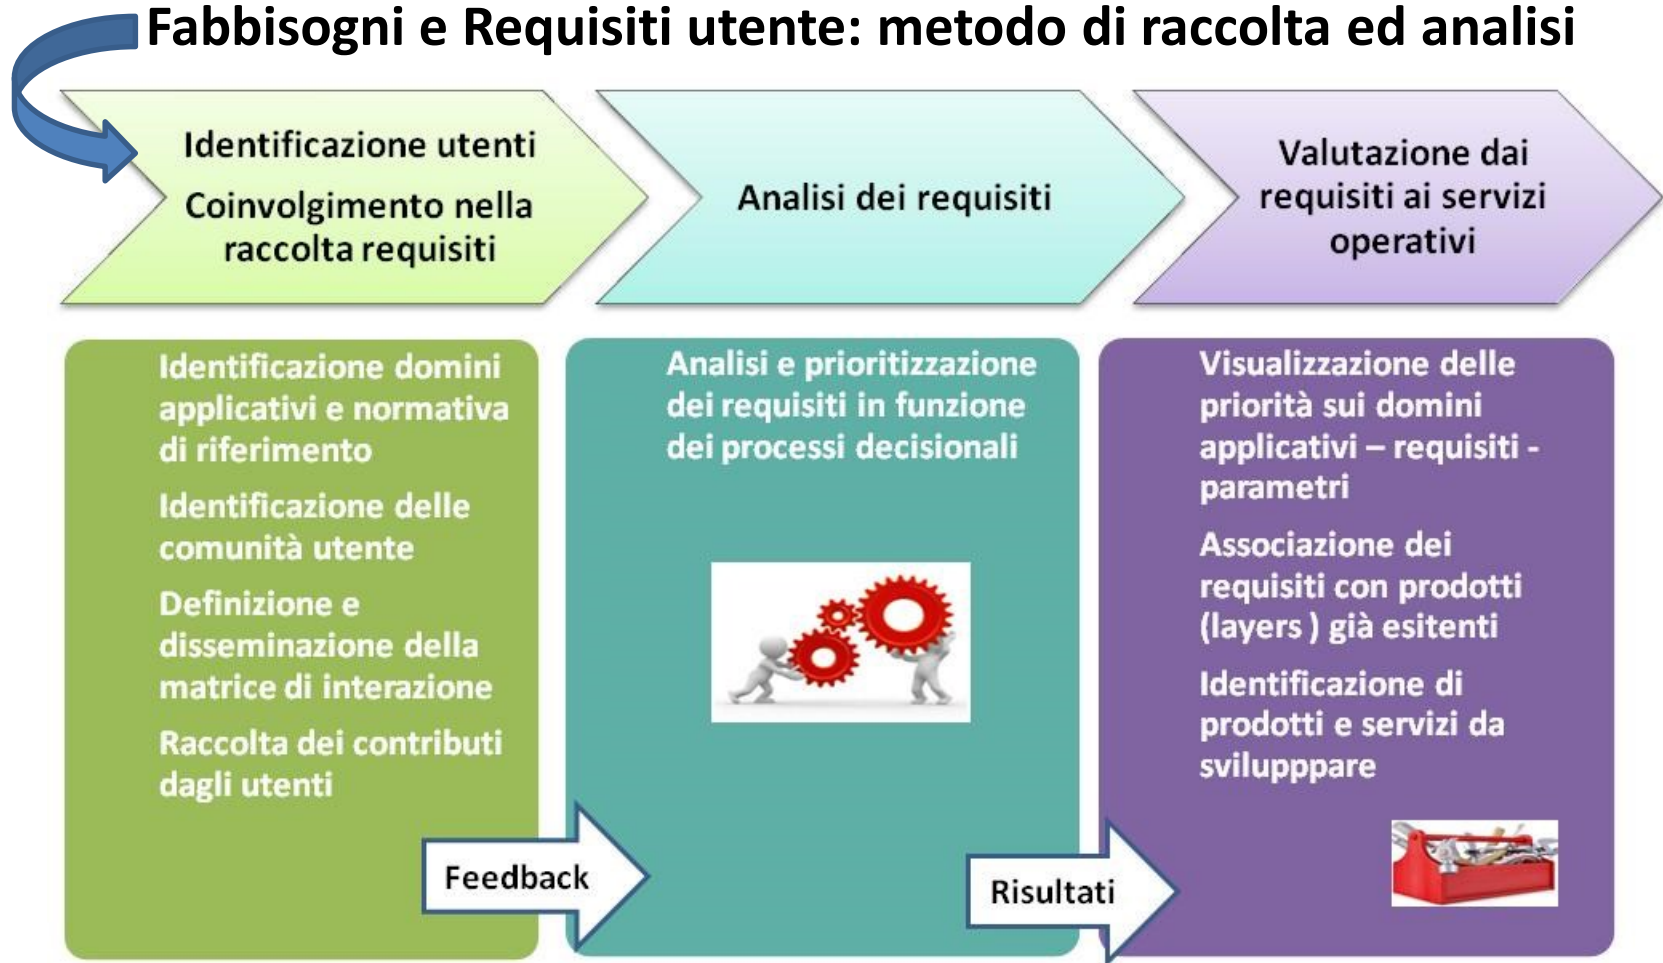 Fabbisogni e Requisiti utente: metodo di raccolta ed analisi
Identificazione utenti
Coinvolgimento nella
raccolta requisiti
Analisi dei requisiti
Valutazione dai
requisiti ai servizi
operativi
Identificazione domini
applicativi e normativa
di riferimento
Identificazione delle
comunità utente
Definizione e
disseminazione della
matrice di interazione
Raccolta dei contributi
dagli utenti
Feedback
Analisi e prioritizzazione
dei requisiti in funzione
dei processi decisionali
Risultati
Visualizzazione delle
priorità sui domini
applicativi – requisiti -
parametri
Associazione dei
requisiti con prodotti
(layers ) già esitenti
Identificazione di
prodotti e servizi da
svilupppare